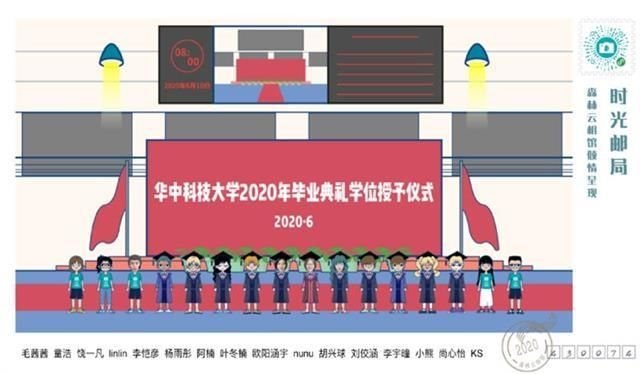 08:
00
2020年6月10日
华中科技大学2020年毕业典礼学位授予仪式
2020·6
时光邮局
森林云相馆倾情呈现
毛茜茜 童浩 饶一凡 linlin 李恺彦 杨雨彤 阿楠 叶冬楠 欧阳涵宇 nunu 胡兴球 刘佼涵 李宇曈 小熊 尚心怡 KS
2020
430074